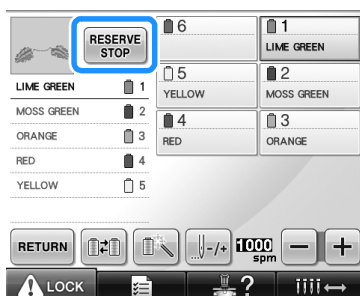 RESERVE
STOP
LIME GREEN 1
MOSS GREEN 2
ORANGE 3
RED 4
YELLOW 5
6
1
LIME GREEN
5
YELLOW
2
MOSS GREEN
4
RED
3
ORANGE
RETURN
-/+
1000
spm
−
+
LOCK
?